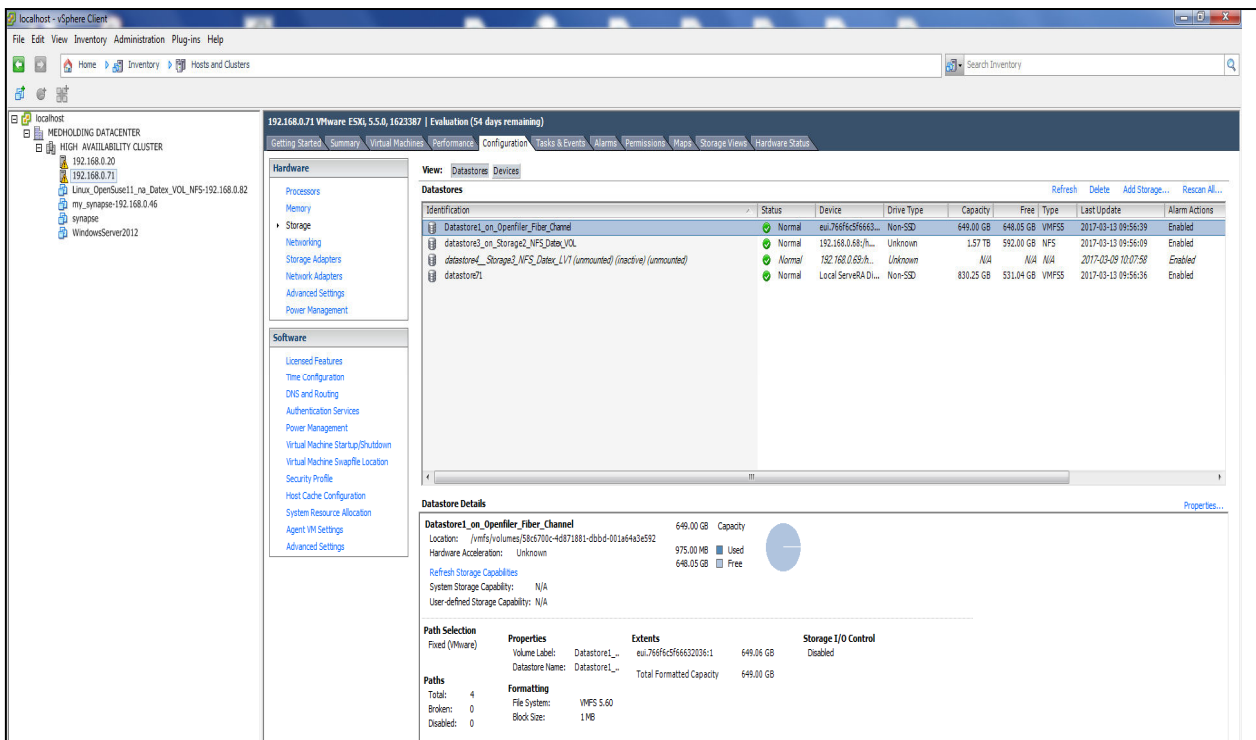 localhost - vSphere Client
File Edit View Inventory Administration Plug-ins Help
Home Inventory Hosts and Clusters
Search Inventory
localhost
MEDHOLDING DATACENTER
HIGH AVAIILABILITY CLUSTER
192.168.0.20
192.168.0.71
Linux_OpenSuse11_na_Datex_VOL_NFS-192.168.0.82
my_synapse-192.168.0.46
synapse
WindowsServer2012
192.168.0.71 VMware ESXi, 5.5.0, 1623387 | Evaluation (54 days remaining)
Getting Started Summary Virtual Machines Performance Configuration Tasks & Events Alarms Permissions Maps Storage Views Hardware Status
Hardware
Processors
Memory
Storage
Networking
Storage Adapters
Network Adapters
Advanced Settings
Power Management
Software
Licensed Features
Time Configuration
DNS and Routing
Authentication Services
Power Management
Virtual Machine Startup/Shutdown
Virtual Machine Swapfile Location
Security Profile
Host Cache Configuration
System Resource Allocation
Agent VM Settings
Advanced Settings
View: Datastores Devices
Datastores Refresh Delete Add Storage... Rescan All...
Identification Status Device Drive Type Capacity Free Type Last Update Alarm Actions
Datastore1_on_Openfiler_Fiber_Channel Normal eui.766f6c5f6663... Non-SSD 649.00 GB 648.05 GB VMFS5 2017-03-13 09:56:39 Enabled
datastore3_on_Storage2_NFS_Datex_VOL Normal 192.168.0.68:/h... Unknown 1.57 TB 592.00 GB NFS 2017-03-13 09:56:09 Enabled
datastore4__Storage3_NFS_Datex_LV1 (unmounted) (inactive) (unmounted) Normal 192.168.0.69:/h... Unknown N/A N/A N/A 2017-03-09 10:07:58 Enabled
datastore71 Normal Local ServeRA Di... Non-SSD 830.25 GB 531.04 GB VMFS5 2017-03-13 09:56:36 Enabled
Datastore Details Properties...
Datastore1_on_Openfiler_Fiber_Channel 649.00 GB Capacity
Location: /vmfs/volumes/58c6700c-4d871881-dbbd-001a64a3e592
Hardware Acceleration: Unknown
975.00 MB Used
648.05 GB Free
Refresh Storage Capabilities
System Storage Capability: N/A
User-defined Storage Capability: N/A
Path Selection
Fixed (VMware)
Paths
Total: 4
Broken: 0
Disabled: 0
Properties
Volume Label: Datastore1_..
Datastore Name: Datastore1_..
Formatting
File System: VMFS 5.60
Block Size: 1 MB
Extents
eui.766f6c5f66632036:1 649.06 GB
Total Formatted Capacity 649.00 GB
Storage I/O Control
Disabled